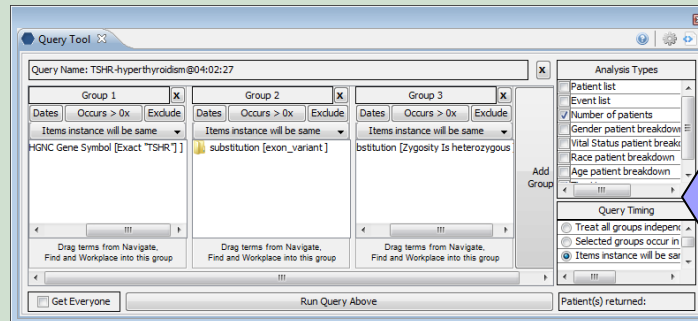 Query Tool
Query Name: TSHR-hyperthyroidism@04:02:27
x
Group 1 x
Dates Occurs > 0x Exclude
Items instance will be same
HGNC Gene Symbol [Exact "TSHR"] ]
Drag terms from Navigate,
Find and Workplace into this group
Group 2 x
Dates Occurs > 0x Exclude
Items instance will be same
substitution [exon_variant ]
Drag terms from Navigate,
Find and Workplace into this group
Group 3 x
Dates Occurs > 0x Exclude
Items instance will be same
bstitution [Zygosity Is heterozygous
Drag terms from Navigate,
Find and Workplace into this group
Add
Group
Analysis Types
Patient list
Event list
Number of patients
Gender patient breakdown
Vital Status patient break
Race patient breakdown
Age patient breakdown
Query Timing
Treat all groups independ
Selected groups occur in
Items instance will be sar
Get Everyone
Run Query Above
Patient(s) returned: